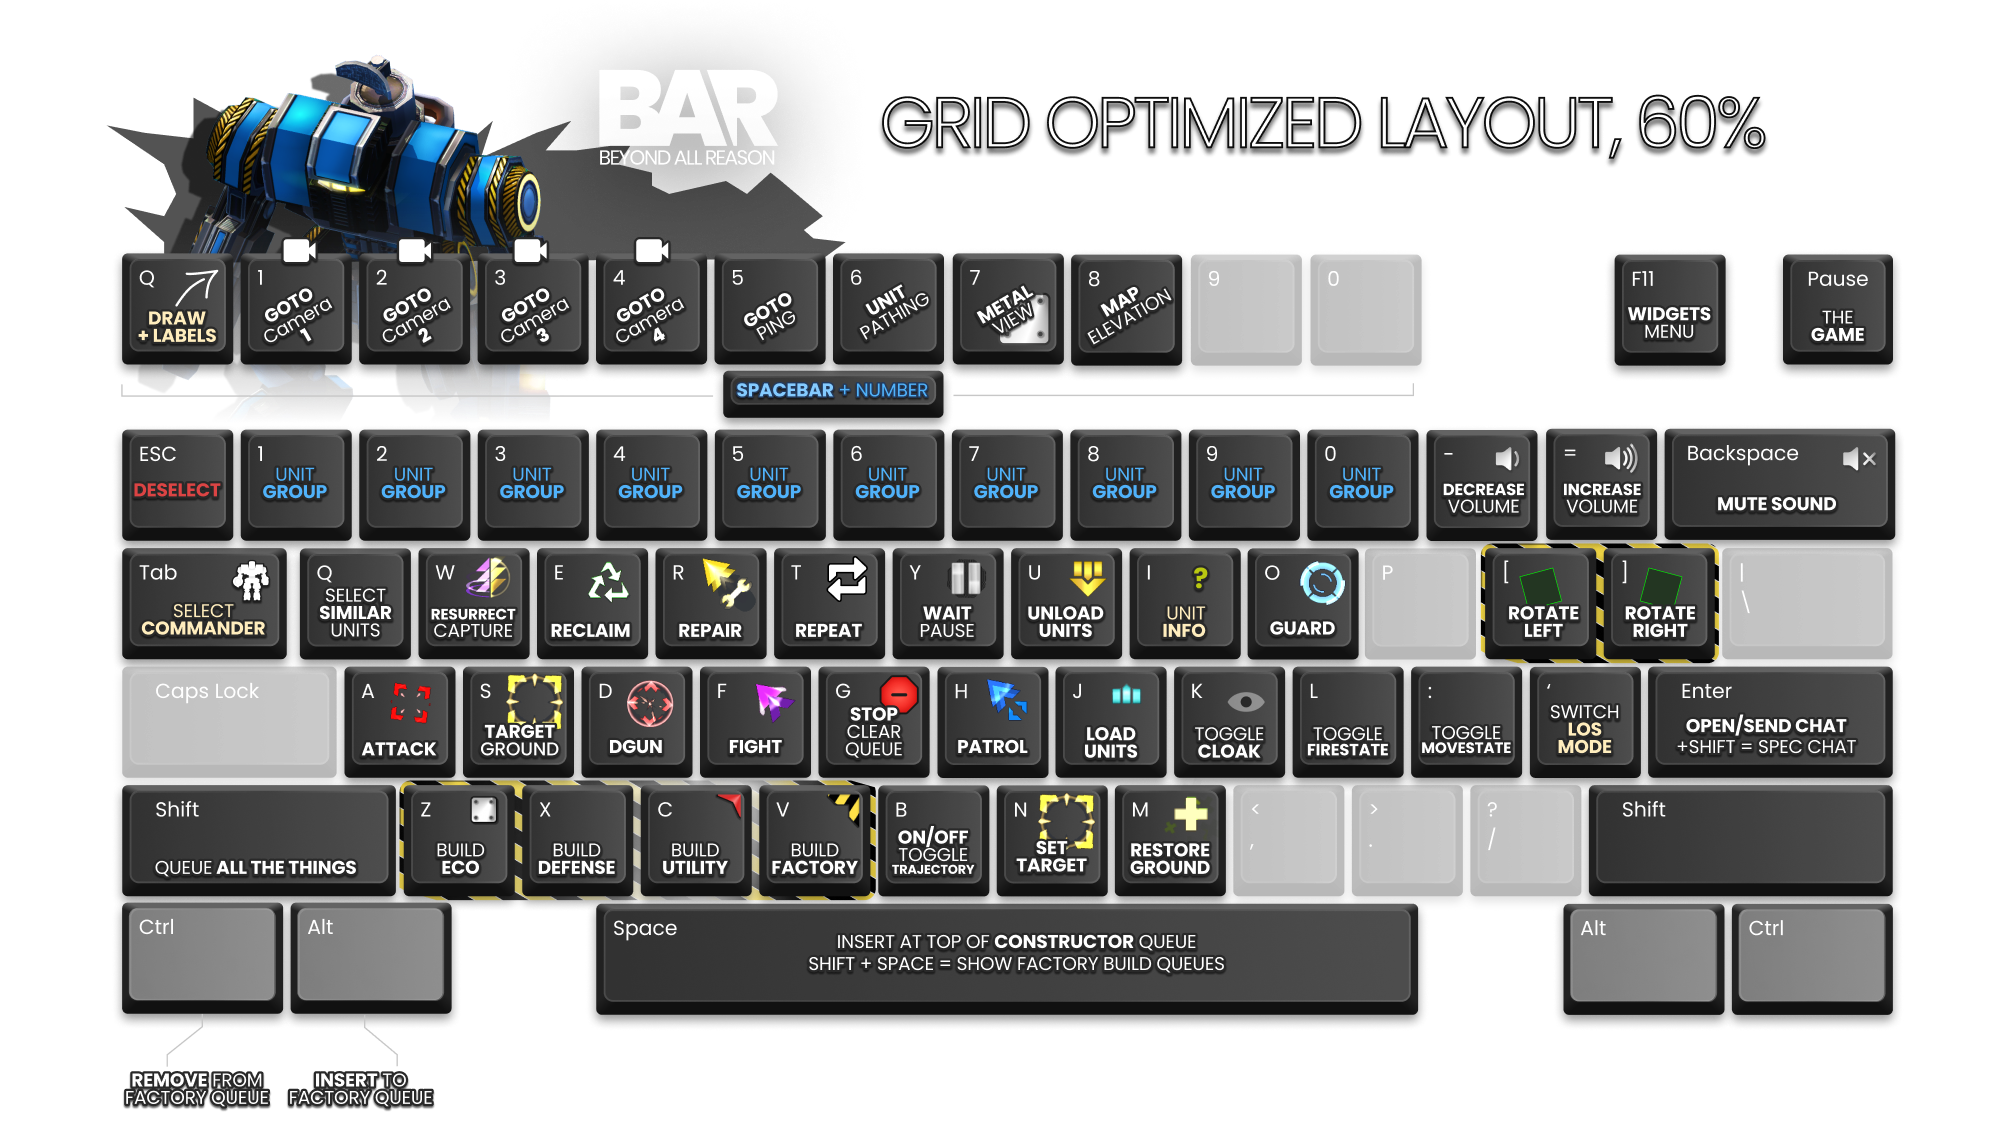 BAR
BEYOND ALL REASON
GRID OPTIMIZED LAYOUT, 60%
Q
DRAW
+ LABELS
1
GOTO
Camera
1
2
GOTO
Camera
2
3
GOTO
Camera
3
4
GOTO
Camera
4
5
GOTO
PING
6
UNIT
PATHING
7
METAL
VIEW
8
MAP
ELEVATION
9
0
F11
WIDGETS
MENU
Pause
THE
GAME
SPACEBAR + NUMBER
ESC
DESELECT
1
UNIT
GROUP
2
UNIT
GROUP
3
UNIT
GROUP
4
UNIT
GROUP
5
UNIT
GROUP
6
UNIT
GROUP
7
UNIT
GROUP
8
UNIT
GROUP
9
UNIT
GROUP
0
UNIT
GROUP
-
DECREASE
VOLUME
=
INCREASE
VOLUME
Backspace
MUTE SOUND
Tab
SELECT
COMMANDER
Q
SELECT
SIMILAR
UNITS
W
RESURRECT
CAPTURE
E
RECLAIM
R
REPAIR
T
REPEAT
Y
WAIT
PAUSE
U
UNLOAD
UNITS
I
?
UNIT
INFO
O
GUARD
P
[
ROTATE
LEFT
]
ROTATE
RIGHT
|
\
Caps Lock
A
ATTACK
S
TARGET
GROUND
D
DGUN
F
FIGHT
G
STOP
CLEAR
QUEUE
H
PATROL
J
LOAD
UNITS
K
TOGGLE
CLOAK
L
TOGGLE
FIRESTATE
:
TOGGLE
MOVESTATE
‘
SWITCH
LOS
MODE
Enter
OPEN/SEND CHAT
+SHIFT = SPEC CHAT
Shift
QUEUE ALL THE THINGS
Z
BUILD
ECO
X
BUILD
DEFENSE
C
BUILD
UTILITY
V
BUILD
FACTORY
B
ON/OFF
TOGGLE
TRAJECTORY
N
SET
TARGET
M
RESTORE
GROUND
<
,
>
.
?
/
Shift
Ctrl
Alt
Space
INSERT AT TOP OF CONSTRUCTOR QUEUE
SHIFT + SPACE = SHOW FACTORY BUILD QUEUES
Alt
Ctrl
REMOVE FROM
FACTORY QUEUE
INSERT TO
FACTORY QUEUE